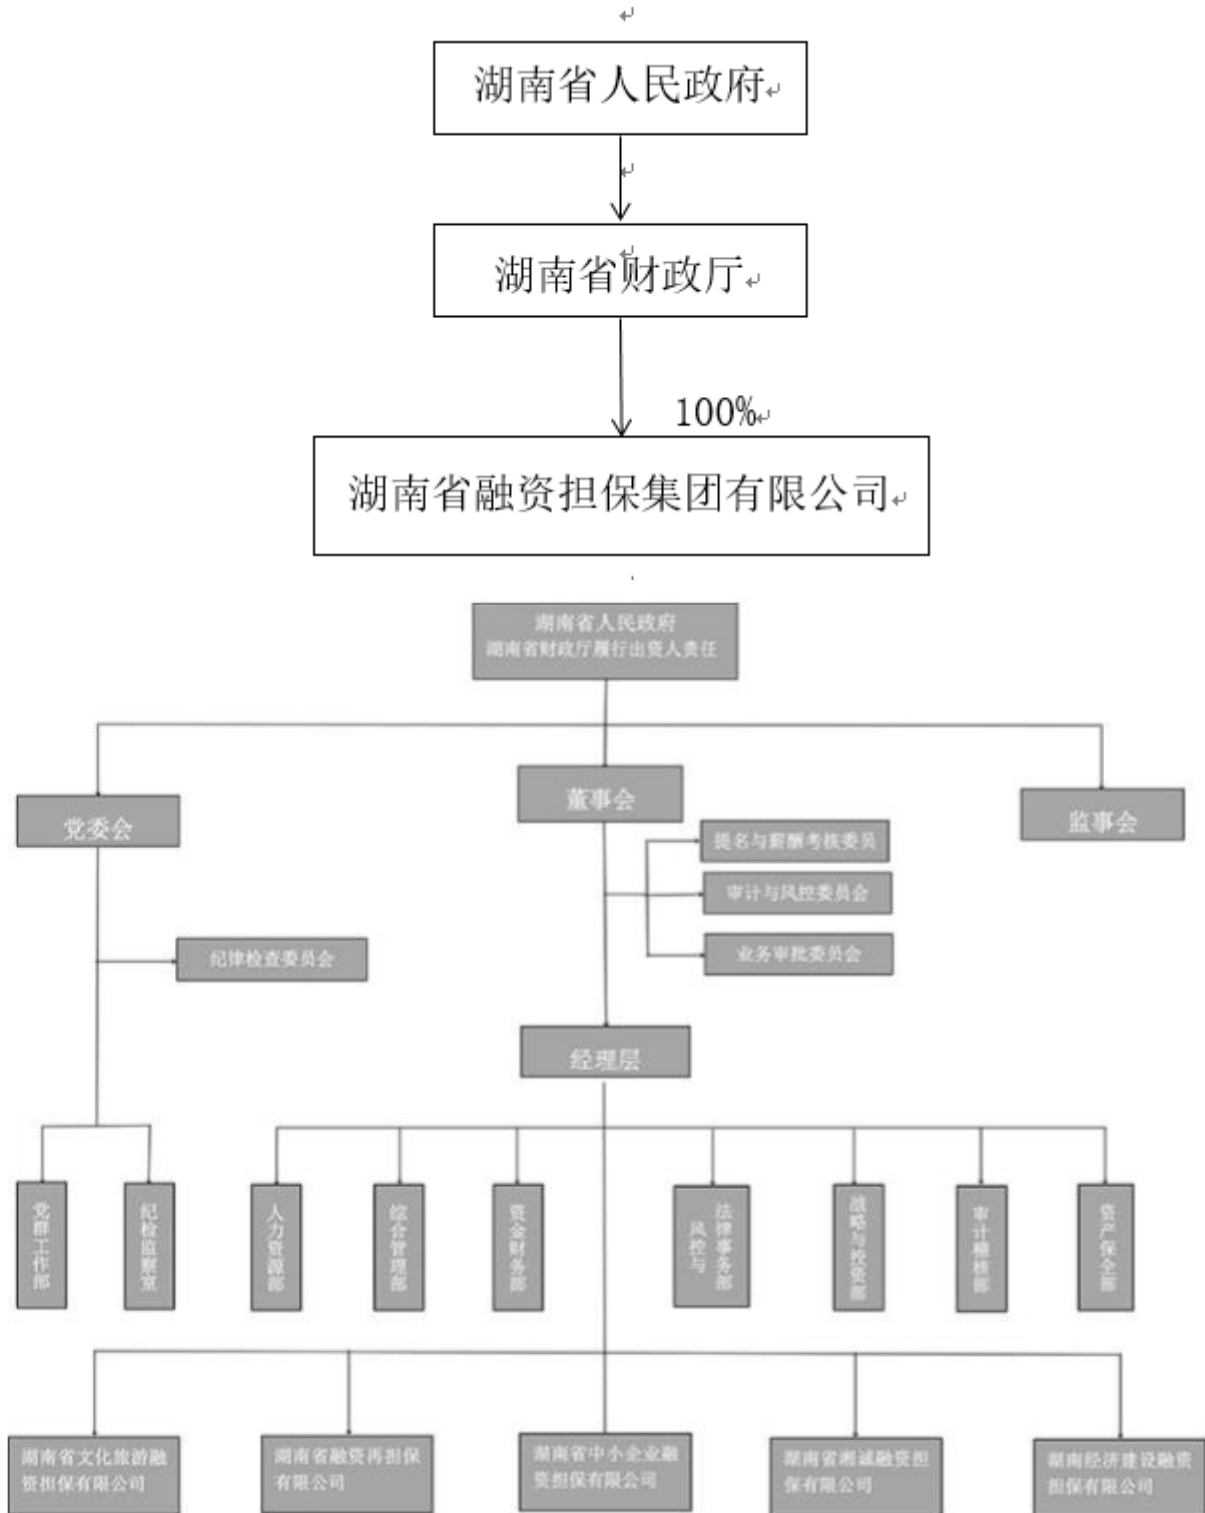 湖南省人民政府
湖南省财政厅
100%
湖南省融资担保集团有限公司
湖南省人民政府
湖南省财政厅履行出资人责任
党委会
董事会
监事会
提名与薪酬考核委员
审计与风控委员会
业务审批委员会
纪律检查委员会
经理层
党群工作部
纪检监察室
人力资源部
综合管理部
资金财务部
风控与
法律事务部
战略与投资部
审计稽核部
资产保全部
湖南省文化旅游融
资担保有限公司
湖南省融资再担保
有限公司
湖南省中小企业融
资担保有限公司
湖南省湘诚融资担
保有限公司
湖南经济建设融资
担保有限公司